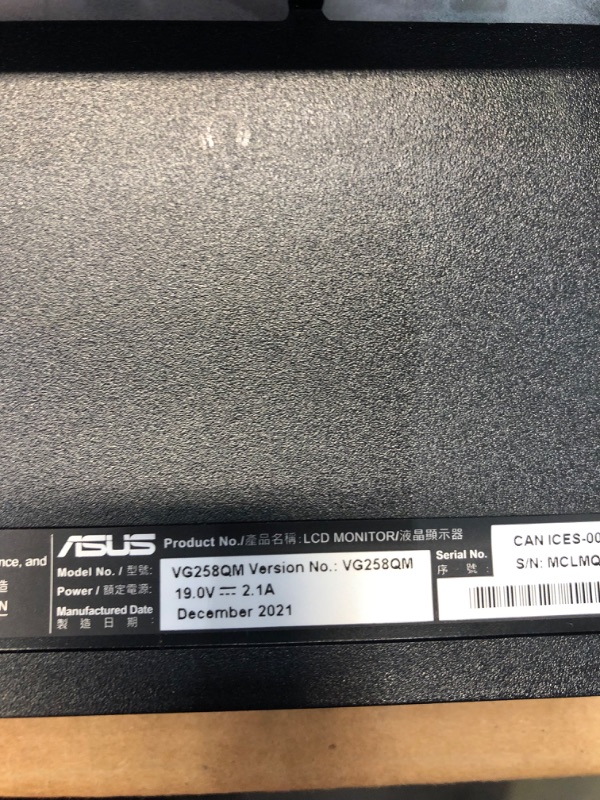 ance, and
造
N
ASUS Product No./產品名稱:LCD MONITOR/液晶顯示器
Model No. / 型號: VG258QM Version No.: VG258QM
Power / 額定電源: 19.0V ⎓ 2.1A
Manufactured Date
製 造 日 期 :
December 2021
Serial No.
序 號 :
CAN ICES-00
S/N: MCLMQ